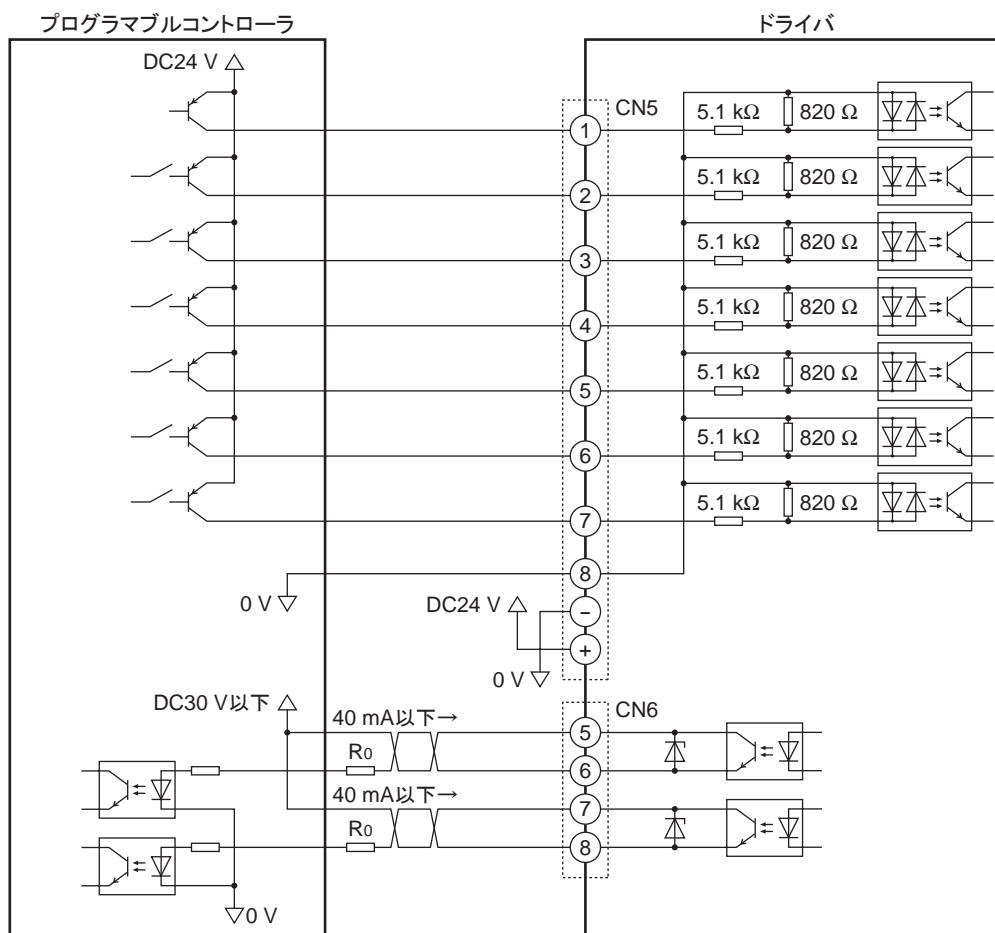 プログラマブルコントローラ
ドライバ
DC24 V
CN5
5.1 kΩ
820 Ω
1
5.1 kΩ
820 Ω
2
5.1 kΩ
820 Ω
3
5.1 kΩ
820 Ω
4
5.1 kΩ
820 Ω
5
5.1 kΩ
820 Ω
6
5.1 kΩ
820 Ω
7
8
0 V
DC24 V
−
+
0 V
DC30 V以下
CN6
40 mA以下→
5
R0
6
40 mA以下→
7
R0
8
0 V